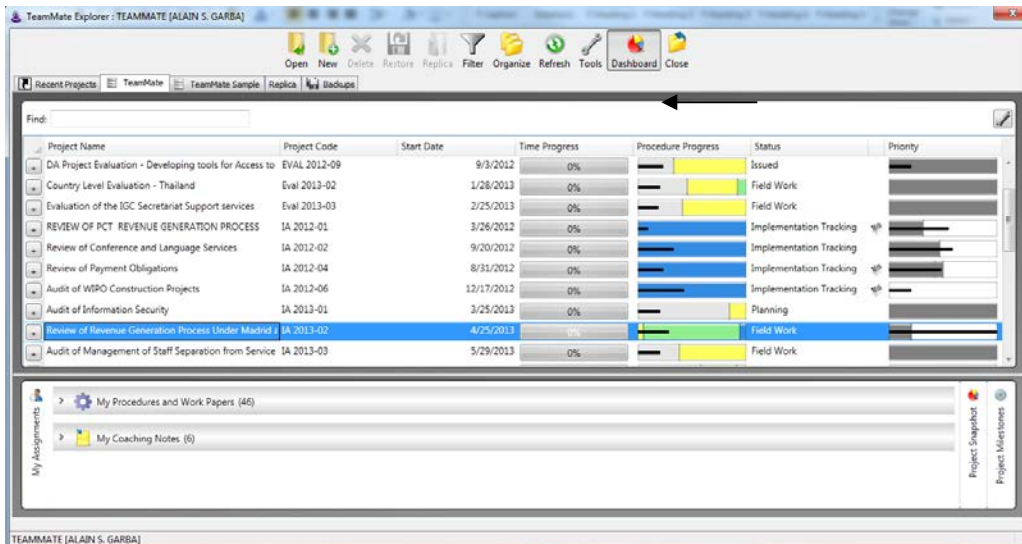 TeamMate Explorer : TEAMMATE [ALAIN S. GARBA]
Open New Delete Restore Replica Filter Organize Refresh Tools Dashboard Close
Recent Projects TeamMate TeamMate Sample Replica Backups
Find:
Project Name Project Code Start Date Time Progress Procedure Progress Status Priority
DA Project Evaluation - Developing tools for Access to EVAL 2012-09 9/3/2012 0% Issued
Country Level Evaluation - Thailand Eval 2013-02 1/28/2013 0% Field Work
Evaluation of the IGC Secretariat Support services Eval 2013-03 2/25/2013 0% Field Work
REVIEW OF PCT REVENUE GENERATION PROCESS IA 2012-01 3/26/2012 0% Implementation Tracking
Review of Conference and Language Services IA 2012-02 9/20/2012 0% Implementation Tracking
Review of Payment Obligations IA 2012-04 8/31/2012 0% Implementation Tracking
Audit of WIPO Construction Projects IA 2012-06 12/17/2012 0% Implementation Tracking
Audit of Information Security IA 2013-01 3/25/2013 0% Planning
Review of Revenue Generation Process Under Madrid IA 2013-02 4/25/2013 0% Field Work
Audit of Management of Staff Separation from Service IA 2013-03 5/29/2013 0% Field Work
My Assignments
My Procedures and Work Papers (46)
My Coaching Notes (6)
Project Snapshot
Project Milestones
TEAMMATE [ALAIN S. GARBA]